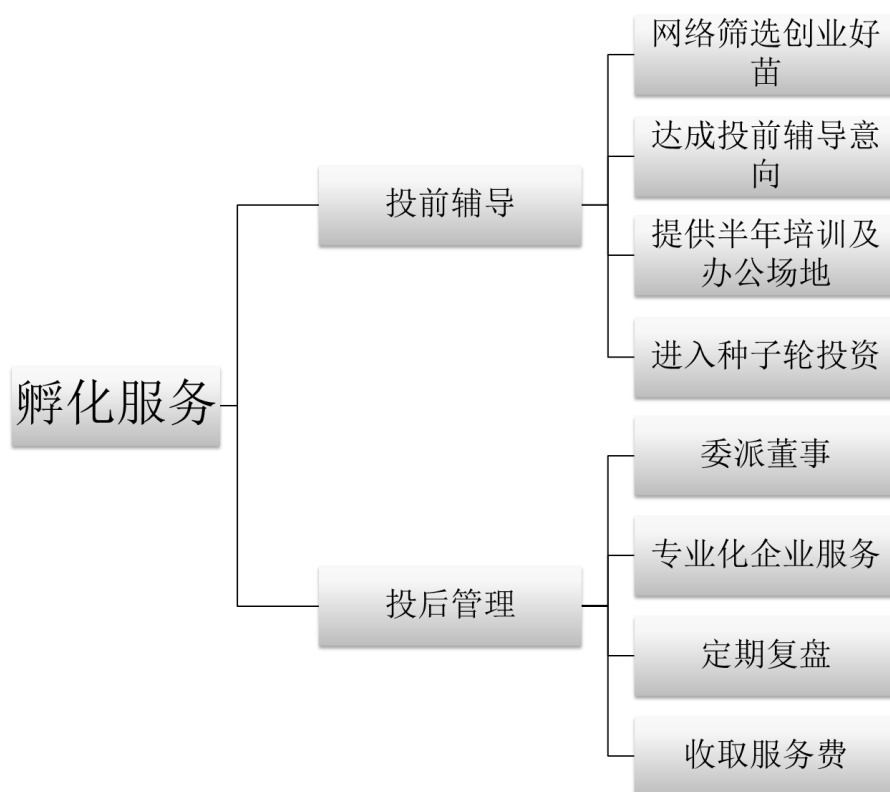 孵化服务
投前辅导
网络筛选创业好
苗
达成投前辅导意
向
提供半年培训及
办公场地
进入种子轮投资
投后管理
委派董事
专业化企业服务
定期复盘
收取服务费